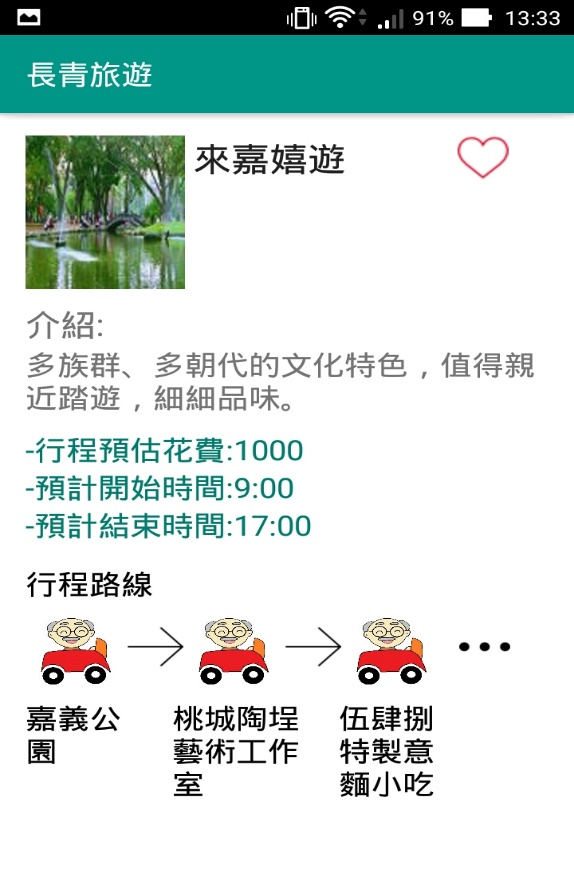 91% 13:33
長青旅遊
來嘉嬉遊
介紹:
多族群、多朝代的文化特色，值得親
近踏遊，細細品味。
-行程預估花費:1000
-預計開始時間:9:00
-預計結束時間:17:00
行程路線
嘉義公
園
桃城陶埕
藝術工作
室
伍肆捌
特製意
麵小吃